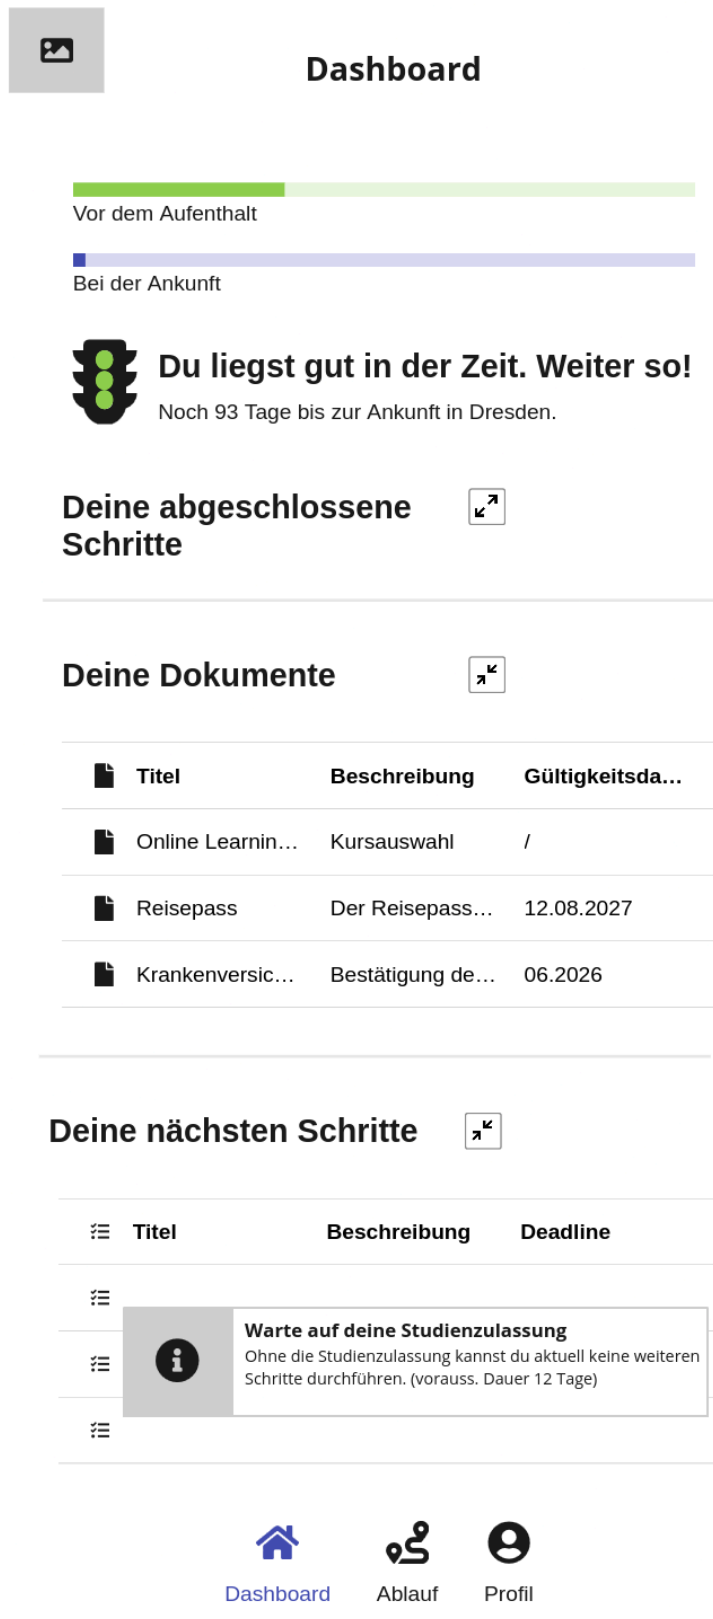 Dashboard
Vor dem Aufenthalt
Bei der Ankunft
Du liegst gut in der Zeit. Weiter so!
Noch 93 Tage bis zur Ankunft in Dresden.
Deine abgeschlossene
Schritte
Deine Dokumente
Titel Beschreibung Gültigkeitsda...
Online Learnin... Kursauswahl /
Reisepass Der Reisepass... 12.08.2027
Krankenversic... Bestätigung de... 06.2026
Deine nächsten Schritte
Titel Beschreibung Deadline
Warte auf deine Studienzulassung
Ohne die Studienzulassung kannst du aktuell keine weiteren
Schritte durchführen. (vorauss. Dauer 12 Tage)
Dashboard Ablauf Profil